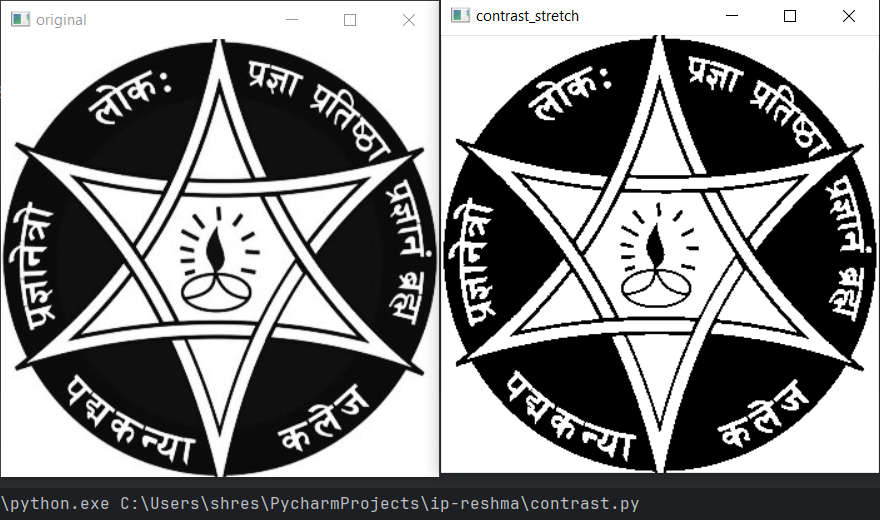 original
contrast_stretch
लोकः
प्रज्ञा प्रतिष्ठा
प्रज्ञानेत्रो
प्रज्ञानं ब्रह्म
पद्मकन्या
कलेज
लोकः
प्रज्ञा प्रतिष्ठा
प्रज्ञानेत्रो
प्रज्ञानं ब्रह्म
पद्मकन्या
कलेज
\python.exe C:\Users\shres\PycharmProjects\ip-reshma\contrast.py